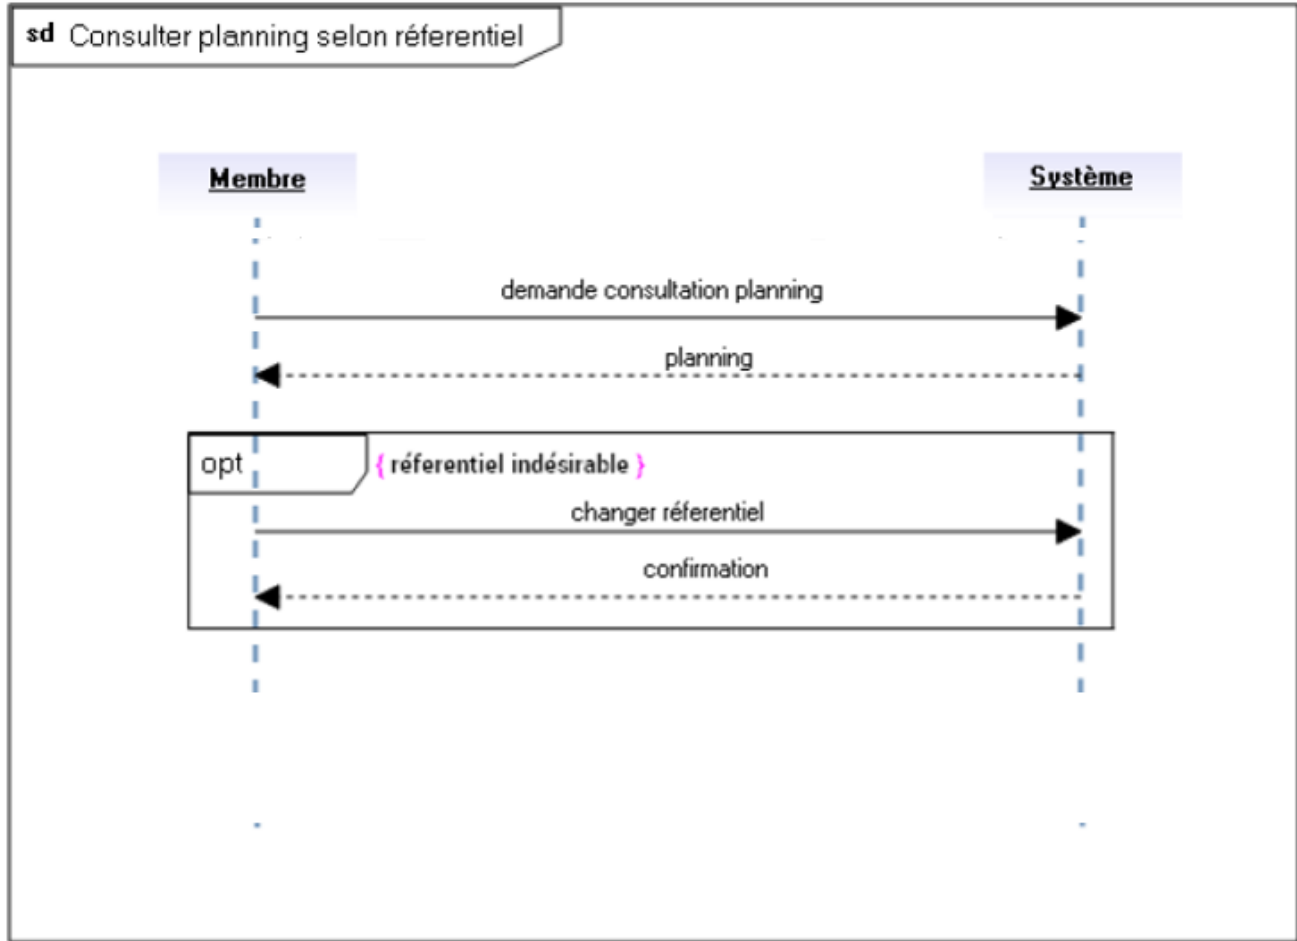 sd Consulter planning selon réferentiel
Membre
Système
demande consultation planning
planning
opt
{ réferentiel indésirable }
changer réferentiel
confirmation